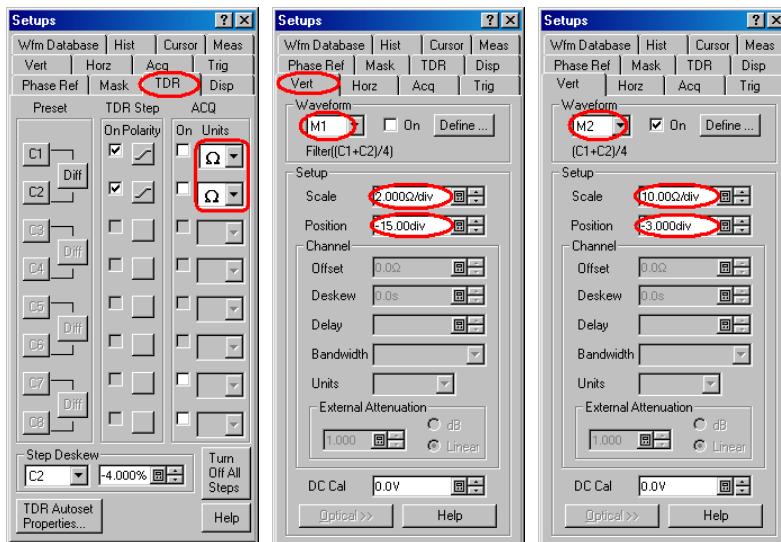 Setups
Wfm Database Hist Cursor Meas
Vert Horz Acq Trig
Phase Ref Mask TDR Disp
Preset TDR Step ACQ
On Polarity On Units
C1
Diff
Ω
C2
Ω
C3
Diff
C4
C5
Diff
C6
C7
Diff
C8
Step Deskew
C2 -4.000%
Turn Off All Steps
TDR Autoset Properties...
Help
Setups
Wfm Database Hist Cursor Meas
Phase Ref Mask TDR Disp
Vert Horz Acq Trig
Waveform
M1 On Define ...
Filter((C1+C2)/4)
Setup
Scale 2.000Ω/div
Position -15.00div
Channel
Offset 0.0Ω
Deskew 0.0s
Delay
Bandwidth
Units
External Attenuation
dB
1.000
Linear
DC Cal 0.0V
Optical >> Help
Setups
Wfm Database Hist Cursor Meas
Phase Ref Mask TDR Disp
Vert Horz Acq Trig
Waveform
M2 On Define ...
(C1+C2)/4
Setup
Scale 10.00Ω/div
Position -3.000div
Channel
Offset 0.0Ω
Deskew 0.0s
Delay
Bandwidth
Units
External Attenuation
dB
1.000
Linear
DC Cal 0.0V
Optical >> Help